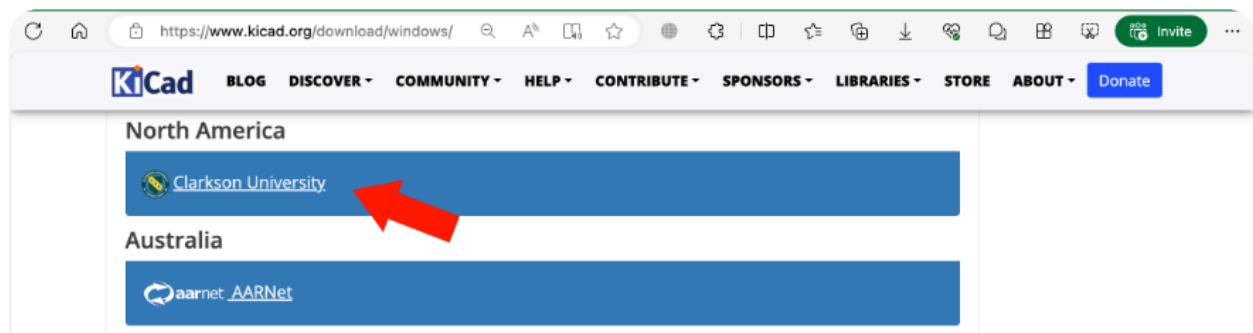 https://www.kicad.org/download/windows/
Invite
KiCad BLOG DISCOVER COMMUNITY HELP CONTRIBUTE SPONSORS LIBRARIES STORE ABOUT Donate
North America
Clarkson University
Australia
aarnet AARNet